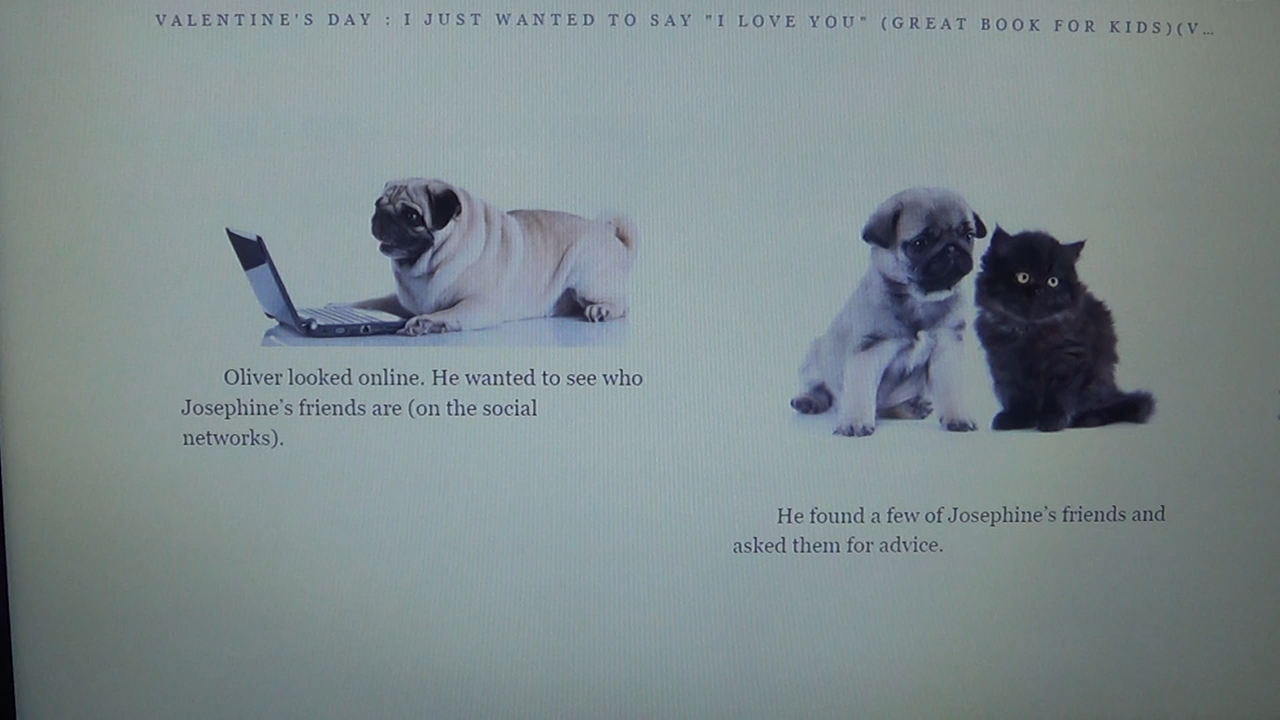 VALENTINE'S DAY : I JUST WANTED TO SAY "I LOVE YOU" (GREAT BOOK FOR KIDS)(V...
Oliver looked online. He wanted to see who
Josephine's friends are (on the social
networks).
He found a few of Josephine's friends and
asked them for advice.